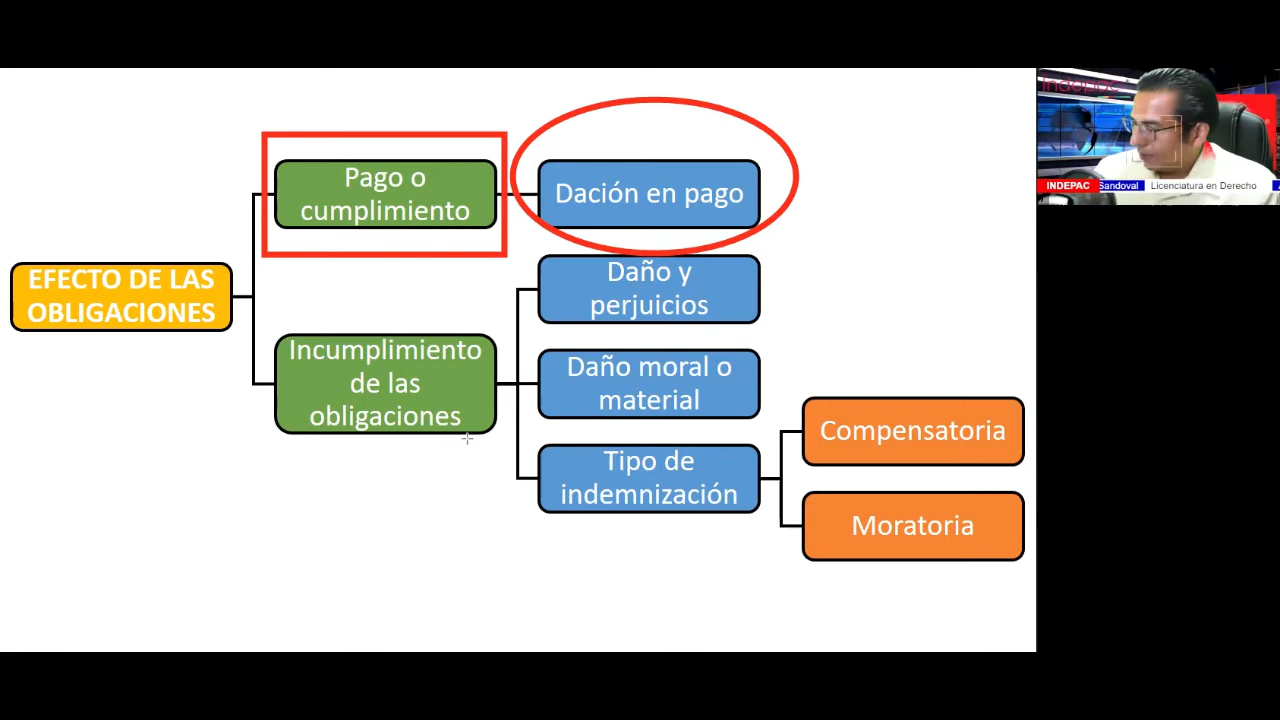 Pago o
cumplimiento
Dación en pago
EFECTO DE LAS
OBLIGACIONES
Daño y
perjuicios
Incumplimiento
de las
obligaciones
Daño moral o
material
Tipo de
indemnización
Compensatoria
Moratoria
Indepac
INDEPAC Sandoval Licenciatura en Derecho